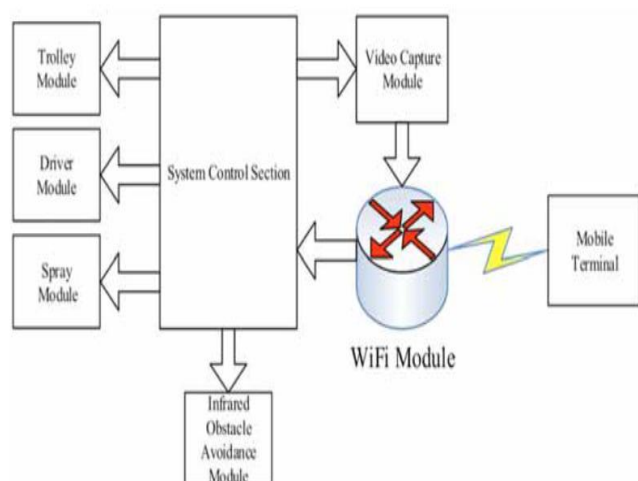 Trolley
Module
Video Capture
Module
Driver
Module
System Control Section
Spray
Module
Mobile
Terminal
WiFi Module
Infrared
Obstacle
Avoidance
Module